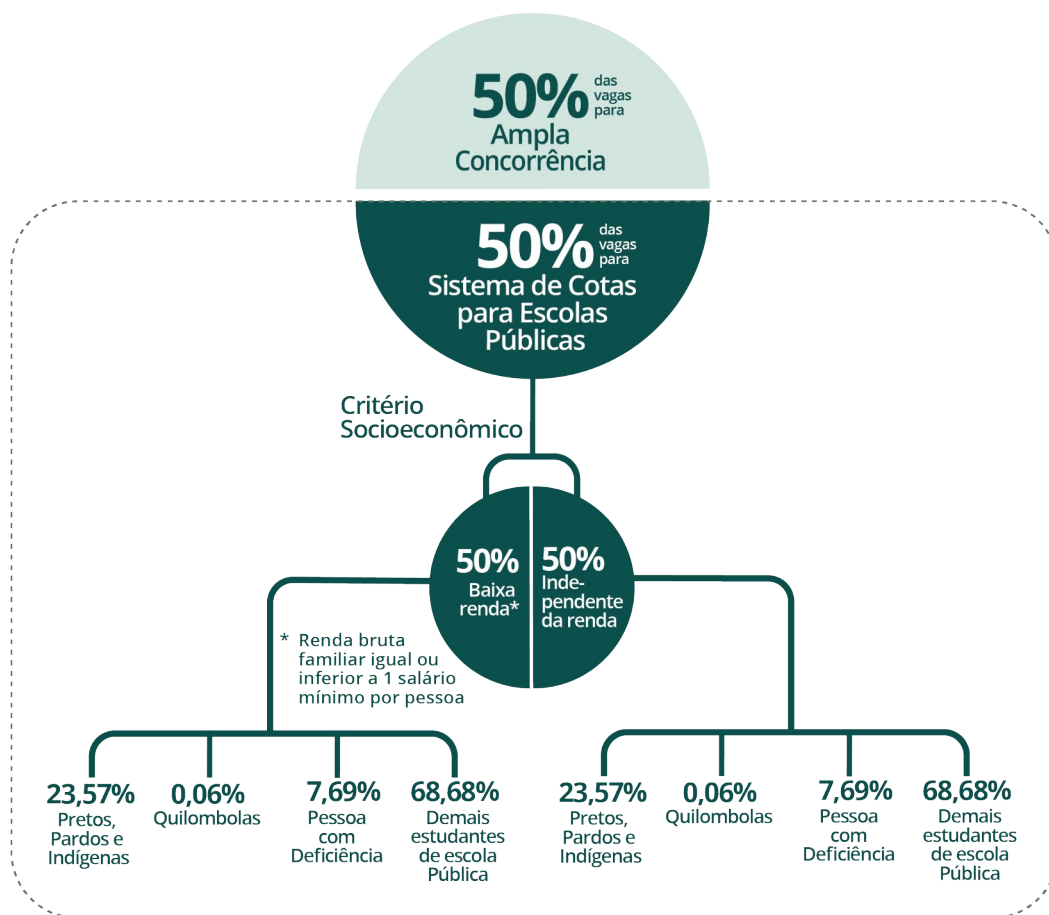 50% das
vagas
para
Ampla
Concorrência
50% das
vagas
para
Sistema de Cotas
para Escolas
Públicas
Critério
Socioeconômico
50%
Baixa
renda*
50%
Inde-
pendente
da renda
* Renda bruta
familiar igual ou
inferior a 1 salário
mínimo por pessoa
23,57%
Pretos,
Pardos e
Indígenas
0,06%
Quilombolas
7,69%
Pessoa
com
Deficiência
68,68%
Demais
estudantes
de escola
Pública
23,57%
Pretos,
Pardos e
Indígenas
0,06%
Quilombolas
7,69%
Pessoa
com
Deficiência
68,68%
Demais
estudantes
de escola
Pública